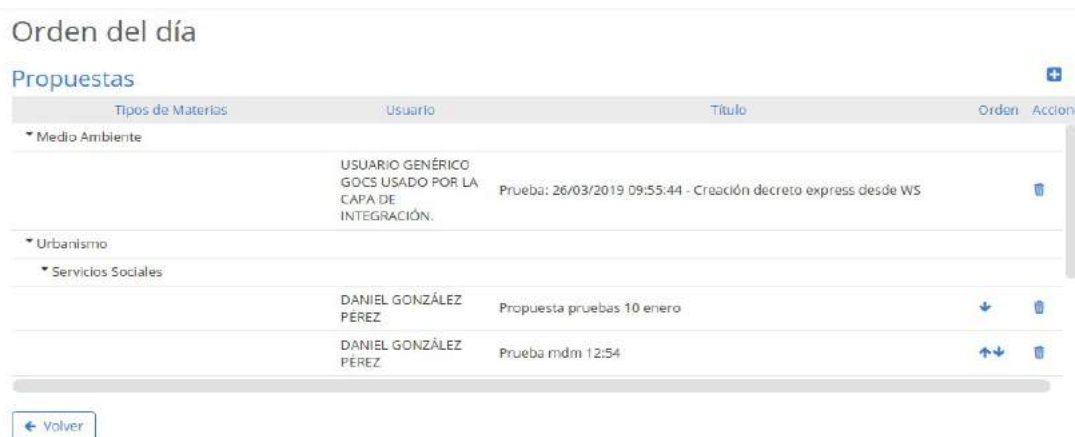 Orden del día
Propuestas
Tipos de Materias Usuario Título Orden Accion
Medio Ambiente
USUARIO GENÉRICO
GOCS USADO POR LA
CAPA DE
INTEGRACIÓN.
Prueba: 26/03/2019 09:55:44 - Creación decreto express desde WS
Urbanismo
Servicios Sociales
DANIEL GONZÁLEZ
PÉREZ
Propuesta pruebas 10 enero
DANIEL GONZÁLEZ
PÉREZ
Prueba mdm 12:54
Volver